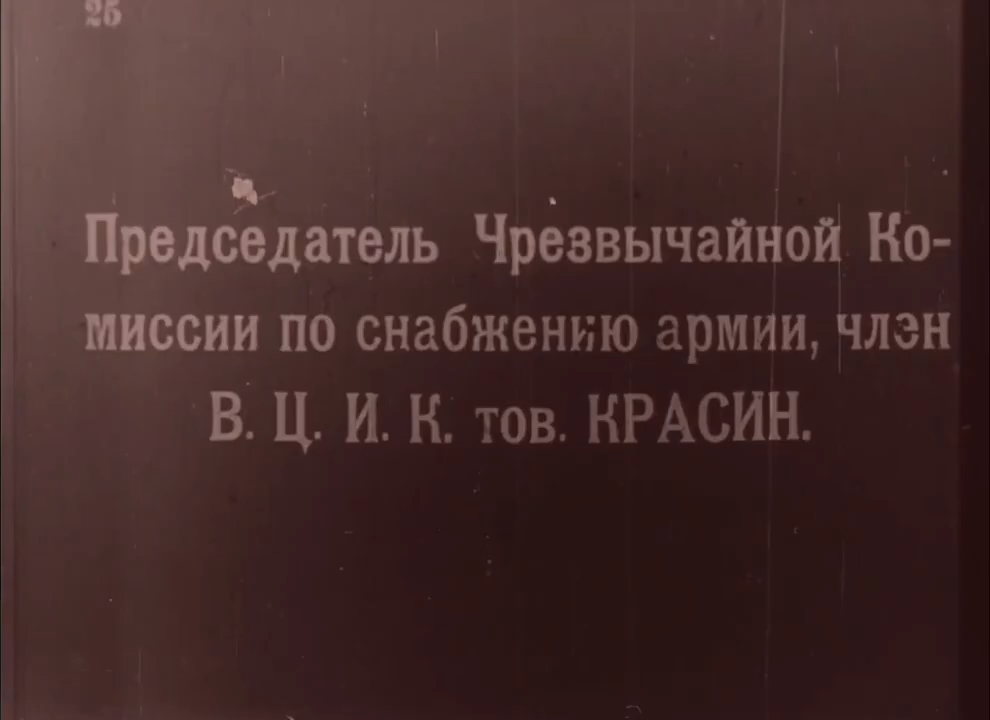 25
Председатель Чрезвычайной Ко-
миссии по снабжению армии, член
В. Ц. И. К. тов. КРАСИН.